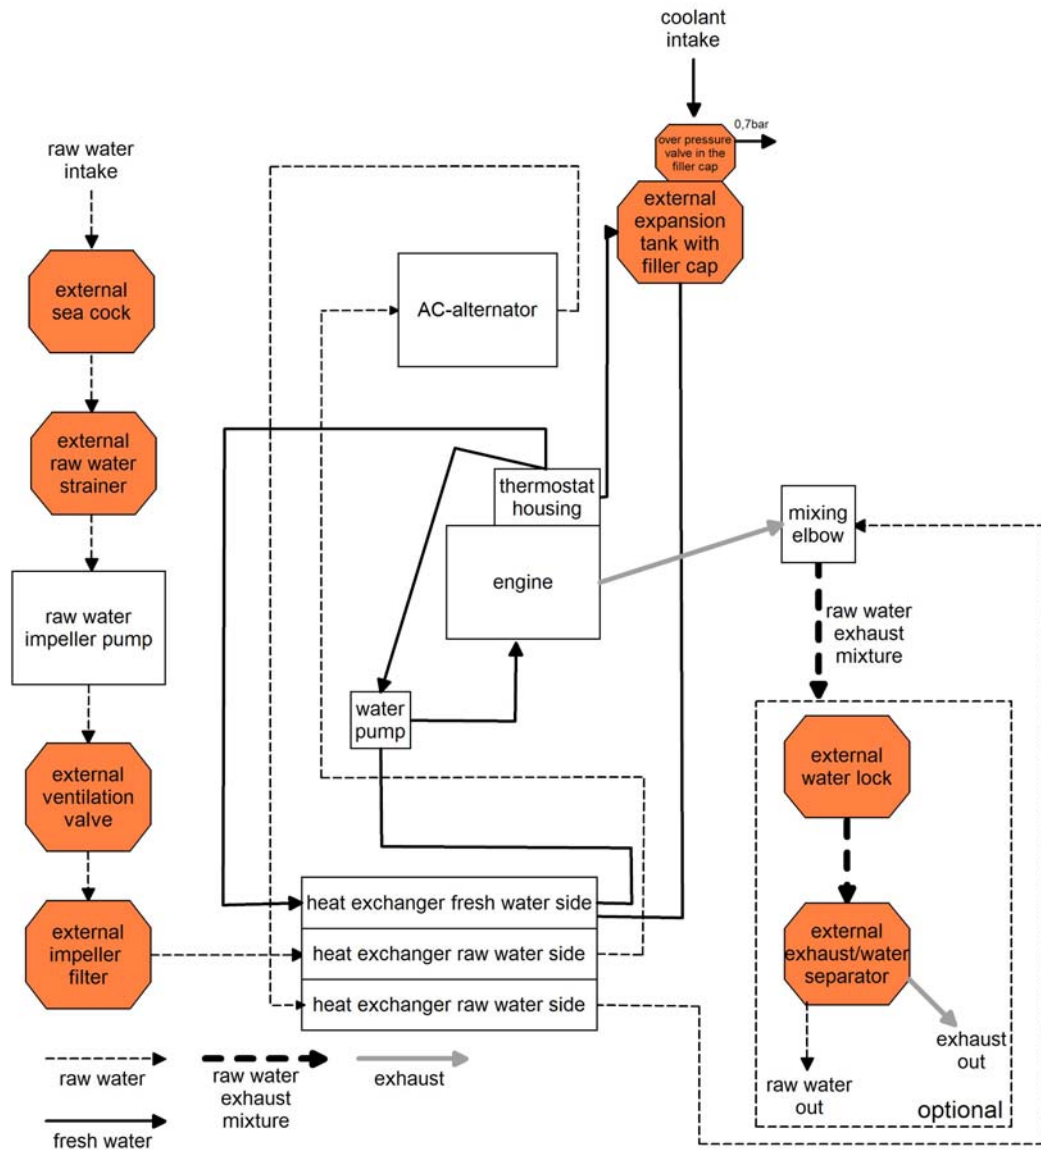 coolant
intake
0,7bar
over pressure
valve in the
filler cap
raw water
intake
external
expansion
tank with
filler cap
external
sea cock
AC-alternator
external
raw water
strainer
thermostat
housing
mixing
elbow
engine
raw water
impeller pump
raw water
exhaust
mixture
water
pump
external
ventilation
valve
external
water lock
heat exchanger fresh water side
external
impeller
filter
heat exchanger raw water side
external
exhaust/water
separator
heat exchanger raw water side
exhaust
out
raw water
out
optional
raw water
raw water
exhaust
mixture
exhaust
fresh water